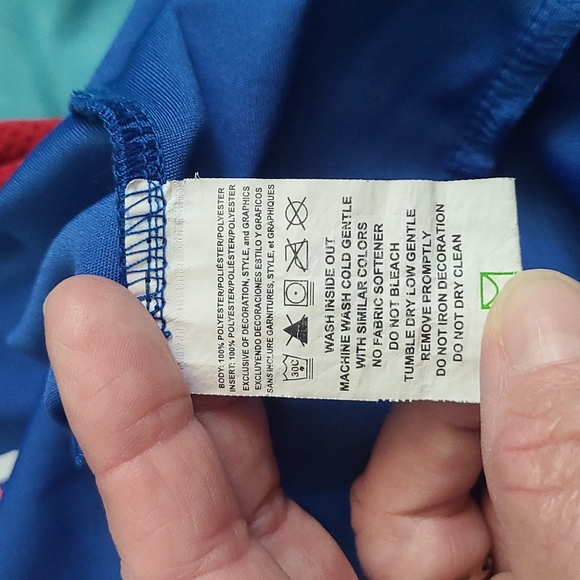 BODY: 100% POLYESTER/POLIÉSTER/POLYESTER
INSERT: 100% POLYESTER/POLIÉSTER/POLYESTER
EXCLUSIVE OF DECORATION, STYLE, and GRAPHICS
EXCLUYENDO DECORACIONES ESTILO Y GRAFICOS
SANS INCLURE GARNITURES, STYLE, et GRAPHIQUES
30C
WASH INSIDE OUT
MACHINE WASH COLD GENTLE
WITH SIMILAR COLORS
NO FABRIC SOFTENER
DO NOT BLEACH
TUMBLE DRY LOW GENTLE
REMOVE PROMPTLY
DO NOT IRON DECORATION
DO NOT DRY CLEAN